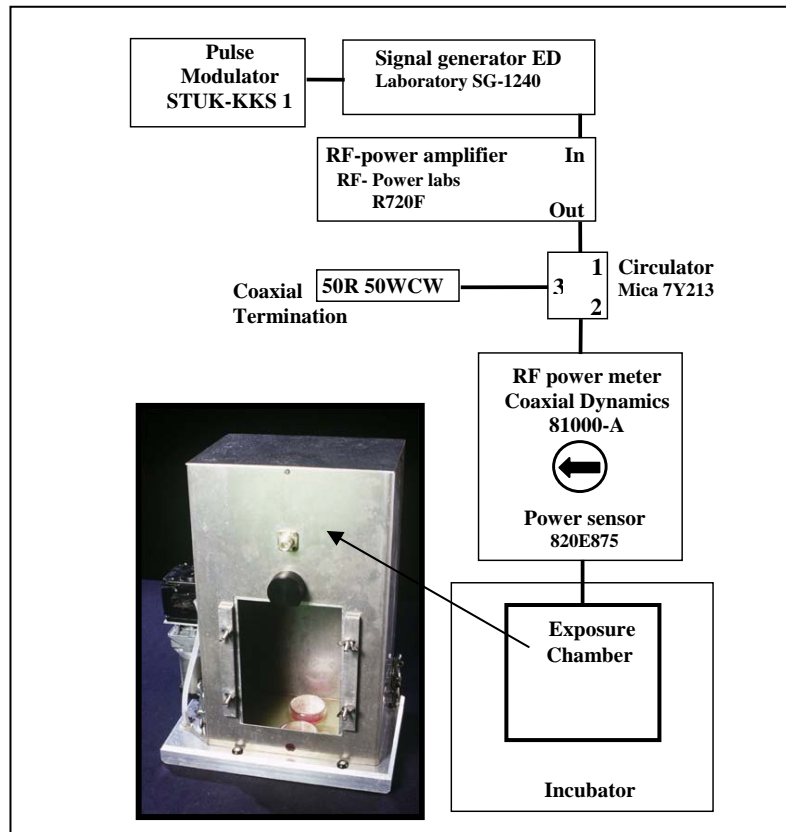 Pulse
Modulator
STUK-KKS 1
Signal generator ED
Laboratory SG-1240
RF-power amplifier
In
RF- Power labs
R720F
Out
Coaxial
Termination
50R 50WCW
3
1
2
Circulator
Mica 7Y213
RF power meter
Coaxial Dynamics
81000-A
Power sensor
820E875
Exposure
Chamber
Incubator